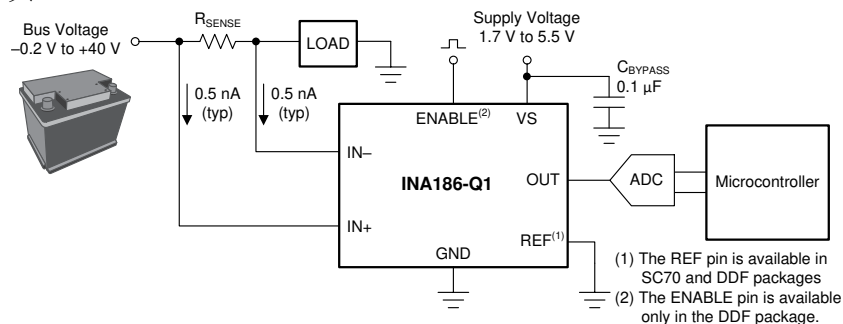 Bus Voltage
–0.2 V to +40 V
RSENSE
LOAD
Supply Voltage
1.7 V to 5.5 V
CBYPASS
0.1 µF
0.5 nA
(typ)
0.5 nA
(typ)
ENABLE(2)
VS
IN–
INA186-Q1
OUT
ADC
Microcontroller
IN+
REF(1)
GND
(1) The REF pin is available in
SC70 and DDF packages
(2) The ENABLE pin is available
only in the DDF package.